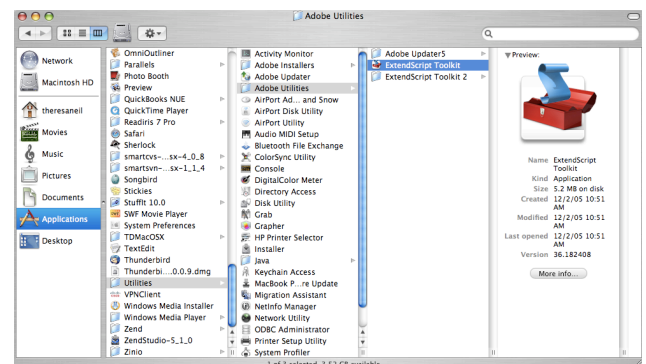 Adobe Utilities
Network
Macintosh HD
theresaneil
Movies
Music
Pictures
Documents
Applications
Desktop
OmniOutliner
Parallels
Photo Booth
Preview
QuickBooks NUE
QuickTime Player
Readiris 7 Pro
Safari
Sherlock
smartcvs-...sx-4_0_8
smartsvn-...sx-1_1_4
Songbird
Stickies
StuffIt 10.0
SWF Movie Player
System Preferences
TDMacOSX
TextEdit
Thunderbird
Thunderbi....0.0.9.dmg
Utilities
VPNClient
Windows Media Installer
Windows Media Player
Zend
ZendStudio-5_1_0
Zinio
Activity Monitor
Adobe Installers
Adobe Updater
Adobe Utilities
AirPort Ad... and Snow
AirPort Disk Utility
AirPort Utility
Audio MIDI Setup
Bluetooth File Exchange
ColorSync Utility
Console
DigitalColor Meter
Directory Access
Disk Utility
Grab
Grapher
HP Printer Selector
Installer
Java
Keychain Access
MacBook P...re Update
Migration Assistant
NetInfo Manager
Network Utility
ODBC Administrator
Printer Setup Utility
System Profiler
Adobe Updater5
ExtendScript Toolkit
ExtendScript Toolkit 2
Preview:
Name ExtendScript
Toolkit
Kind Application
Size 5.2 MB on disk
Created 12/2/05 10:51
AM
Modified 12/2/05 10:51
AM
Last opened 12/2/05 10:51
AM
Version 36.182408
More info...
1 of 3 selected, 3.52 GB available